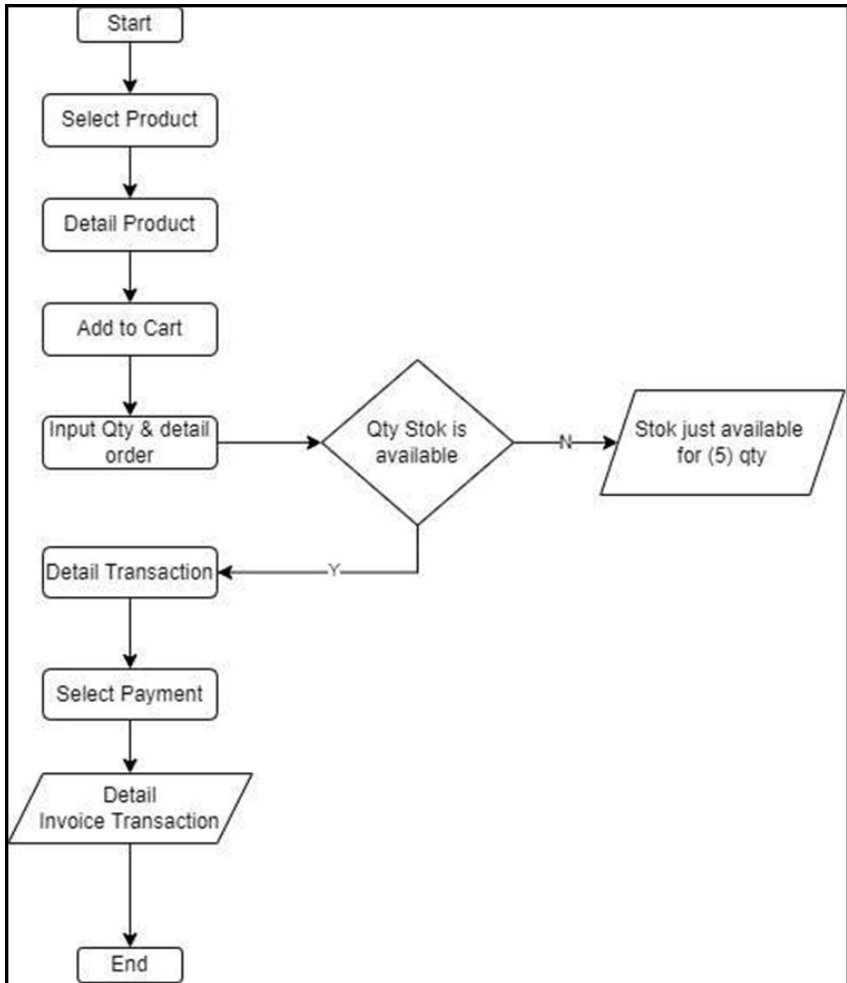 Start
Select Product
Detail Product
Add to Cart
Input Qty & detail
order
Qty Stok is
available
N
Stok just available
for (5) qty
Detail Transaction
Y
Select Payment
Detail
Invoice Transaction
End